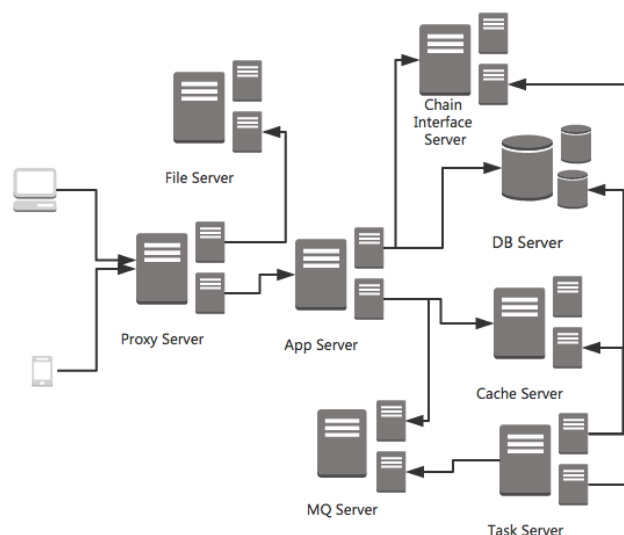 Chain
Interface
Server
File Server
DB Server
Proxy Server
App Server
Cache Server
MQ Server
Task Server